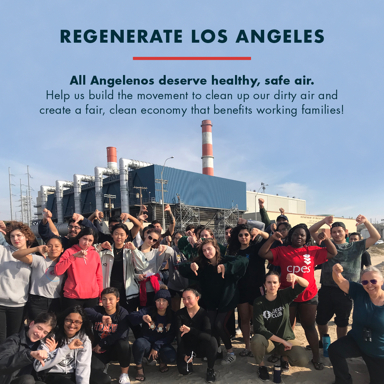 REGENERATE LOS ANGELES
All Angelenos deserve healthy, safe air.
Help us build the movement to clean up our dirty air and
create a fair, clean economy that benefits working families!
cpes